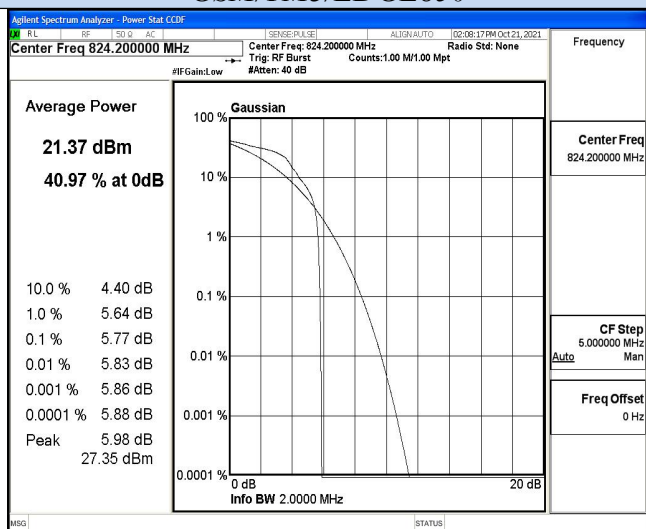 Agilent Spectrum Analyzer - Power Stat CCDF
LXI RL RF 50 Ω AC SENSE:PULSE ALIGN AUTO 02:08:17 PM Oct 21, 2021
Center Freq 824.200000 MHz
Center Freq: 824.200000 MHz Radio Std: None
Trig: RF Burst Counts:1.00 M/1.00 Mpt
#IFGain:Low #Atten: 40 dB
Frequency
Average Power
21.37 dBm
40.97 % at 0dB
10.0 % 4.40 dB
1.0 % 5.64 dB
0.1 % 5.77 dB
0.01 % 5.83 dB
0.001 % 5.86 dB
0.0001 % 5.88 dB
Peak 5.98 dB
27.35 dBm
Gaussian
100 %
10 %
1 %
0.1 %
0.01 %
0.001 %
0.0001 %
0 dB 20 dB
Info BW 2.0000 MHz
Center Freq
824.200000 MHz
CF Step
5.000000 MHz
Auto Man
Freq Offset
0 Hz
MSG STATUS